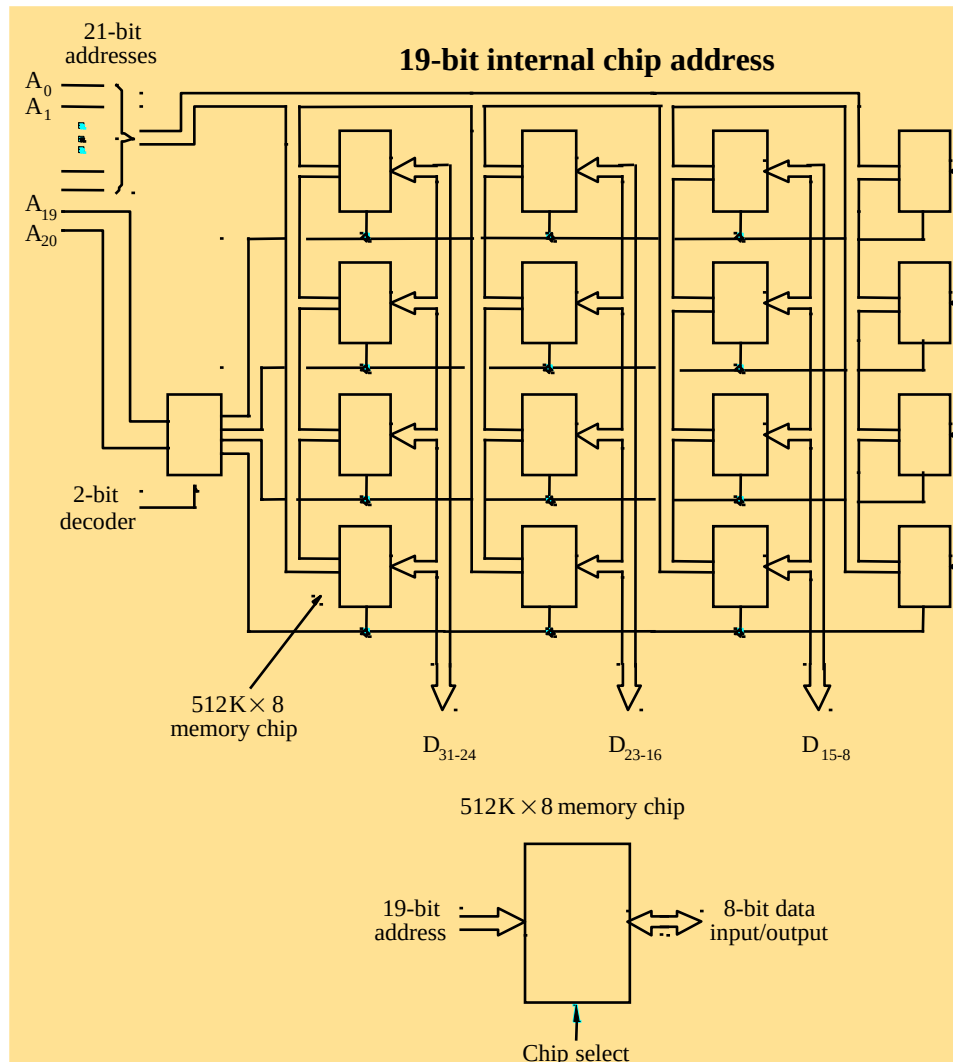 21-bit
addresses
19-bit internal chip address
A0
A1
A19
A20
2-bit
decoder
512K × 8
memory chip
D31-24
D23-16
D15-8
512K × 8 memory chip
19-bit
address
8-bit data
input/output
Chip select